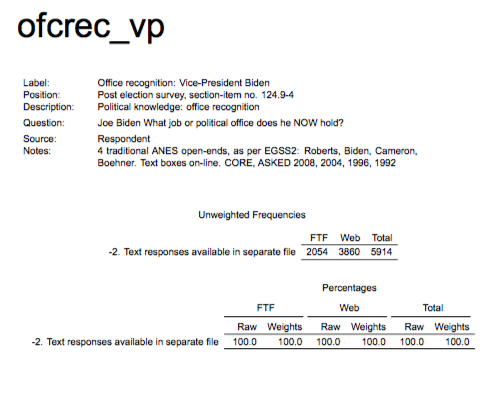 ofcrec_vp
Label: Office recognition: Vice-President Biden
Position: Post election survey, section-item no. 124.9-4
Description: Political knowledge: office recognition
Question: Joe Biden What job or political office does he NOW hold?
Source: Respondent
Notes: 4 traditional ANES open-ends, as per EGSS2: Roberts, Biden, Cameron,
Boehner. Text boxes on-line. CORE, ASKED 2008, 2004, 1996, 1992
Unweighted Frequencies
FTF Web Total
-2. Text responses available in separate file 2054 3860 5914
Percentages
FTF Web Total
Raw Weights Raw Weights Raw Weights
-2. Text responses available in separate file 100.0 100.0 100.0 100.0 100.0 100.0